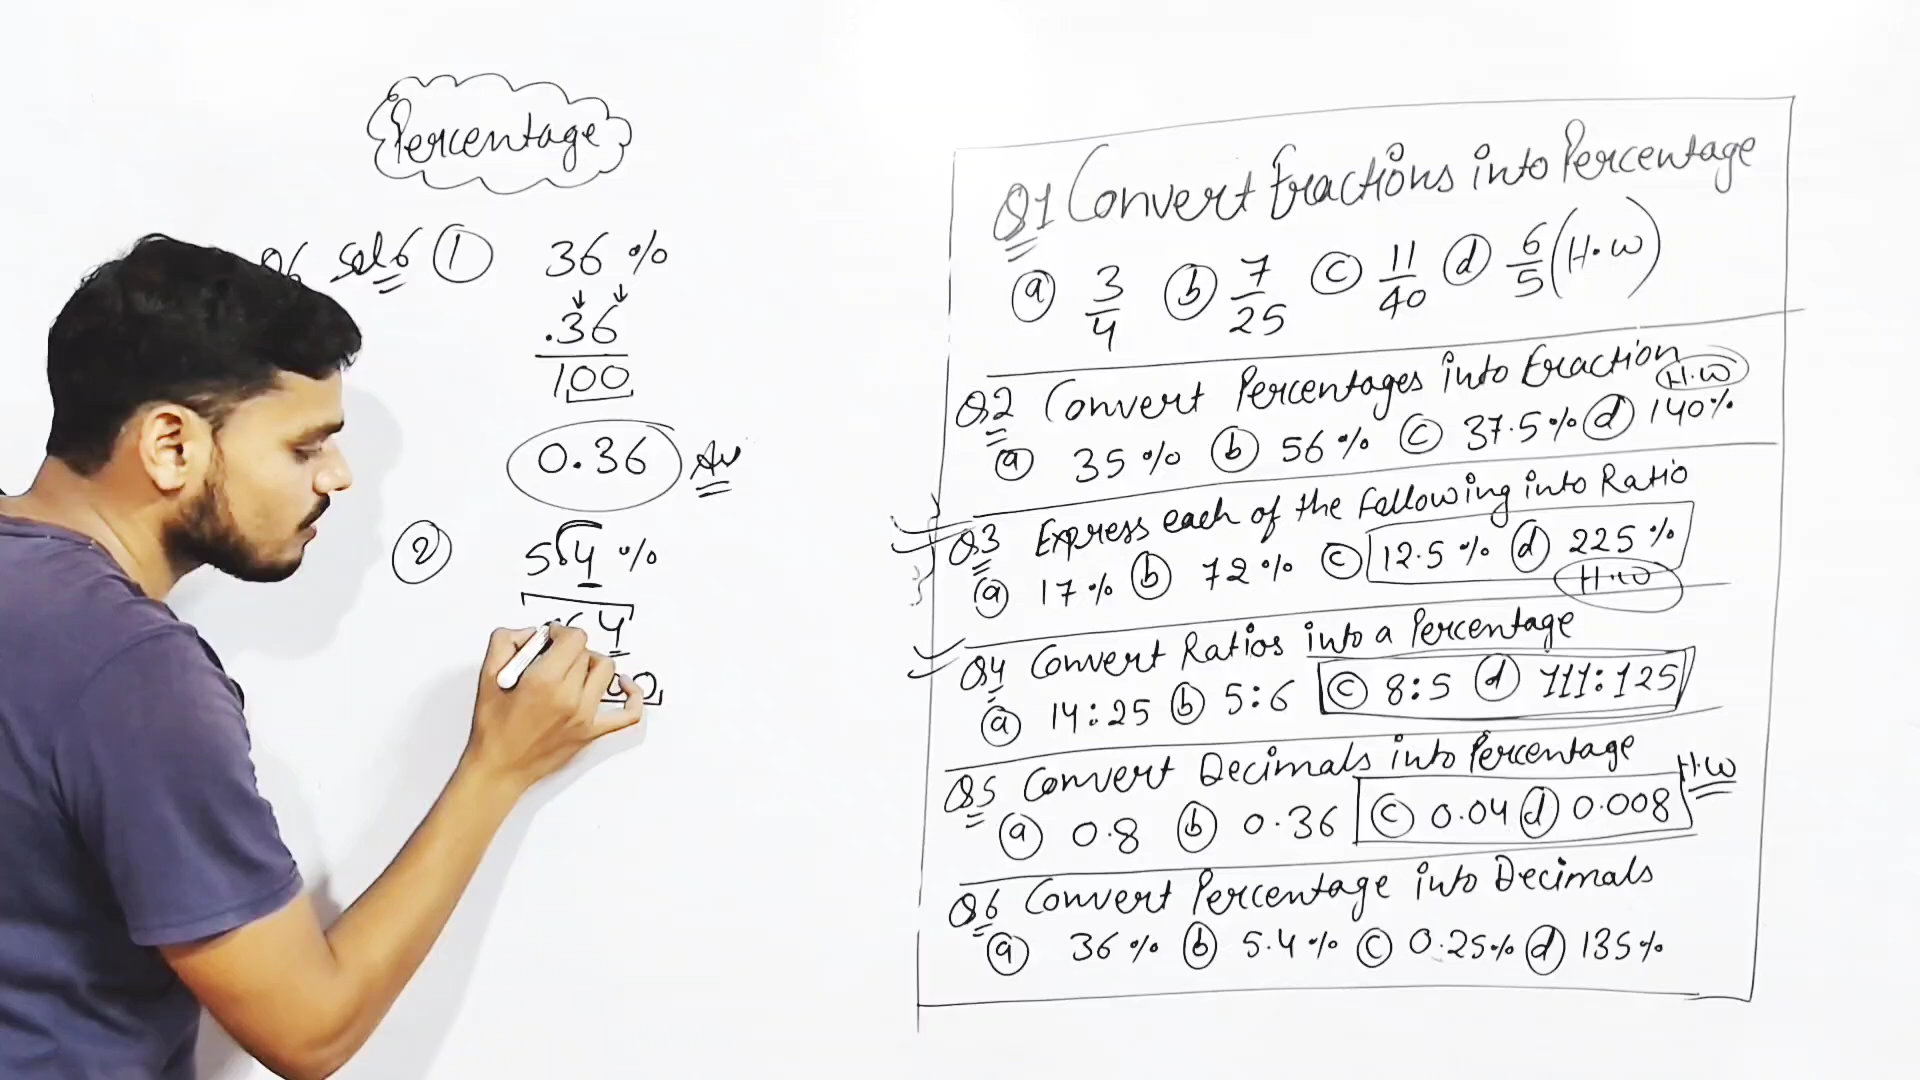 Percentage
Q6 Sol6 ① 36 %
.36
100
0.36 Ans
② 5.4 %
4
00
Q1 Convert Fractions into Percentage
ⓐ 3/4 ⓑ 7/25 ⓒ 11/40 ⓓ 6/5 (H.W)
Q2 Convert Percentages into Fraction H.W
ⓐ 35 % ⓑ 56 % ⓒ 37.5 % ⓓ 140 %
Q3 Express each of the Following into Ratio
ⓐ 17 % ⓑ 72 % ⓒ 12.5 % ⓓ 225 %
H.W
Q4 Convert Ratios into a Percentage
ⓐ 14:25 ⓑ 5:6 ⓒ 8:5 ⓓ 111:125
Q5 Convert Decimals into Percentage H.W
ⓐ 0.8 ⓑ 0.36 ⓒ 0.04 ⓓ 0.008
Q6 Convert Percentage into Decimals
ⓐ 36 % ⓑ 5.4 % ⓒ 0.25 % ⓓ 135 %